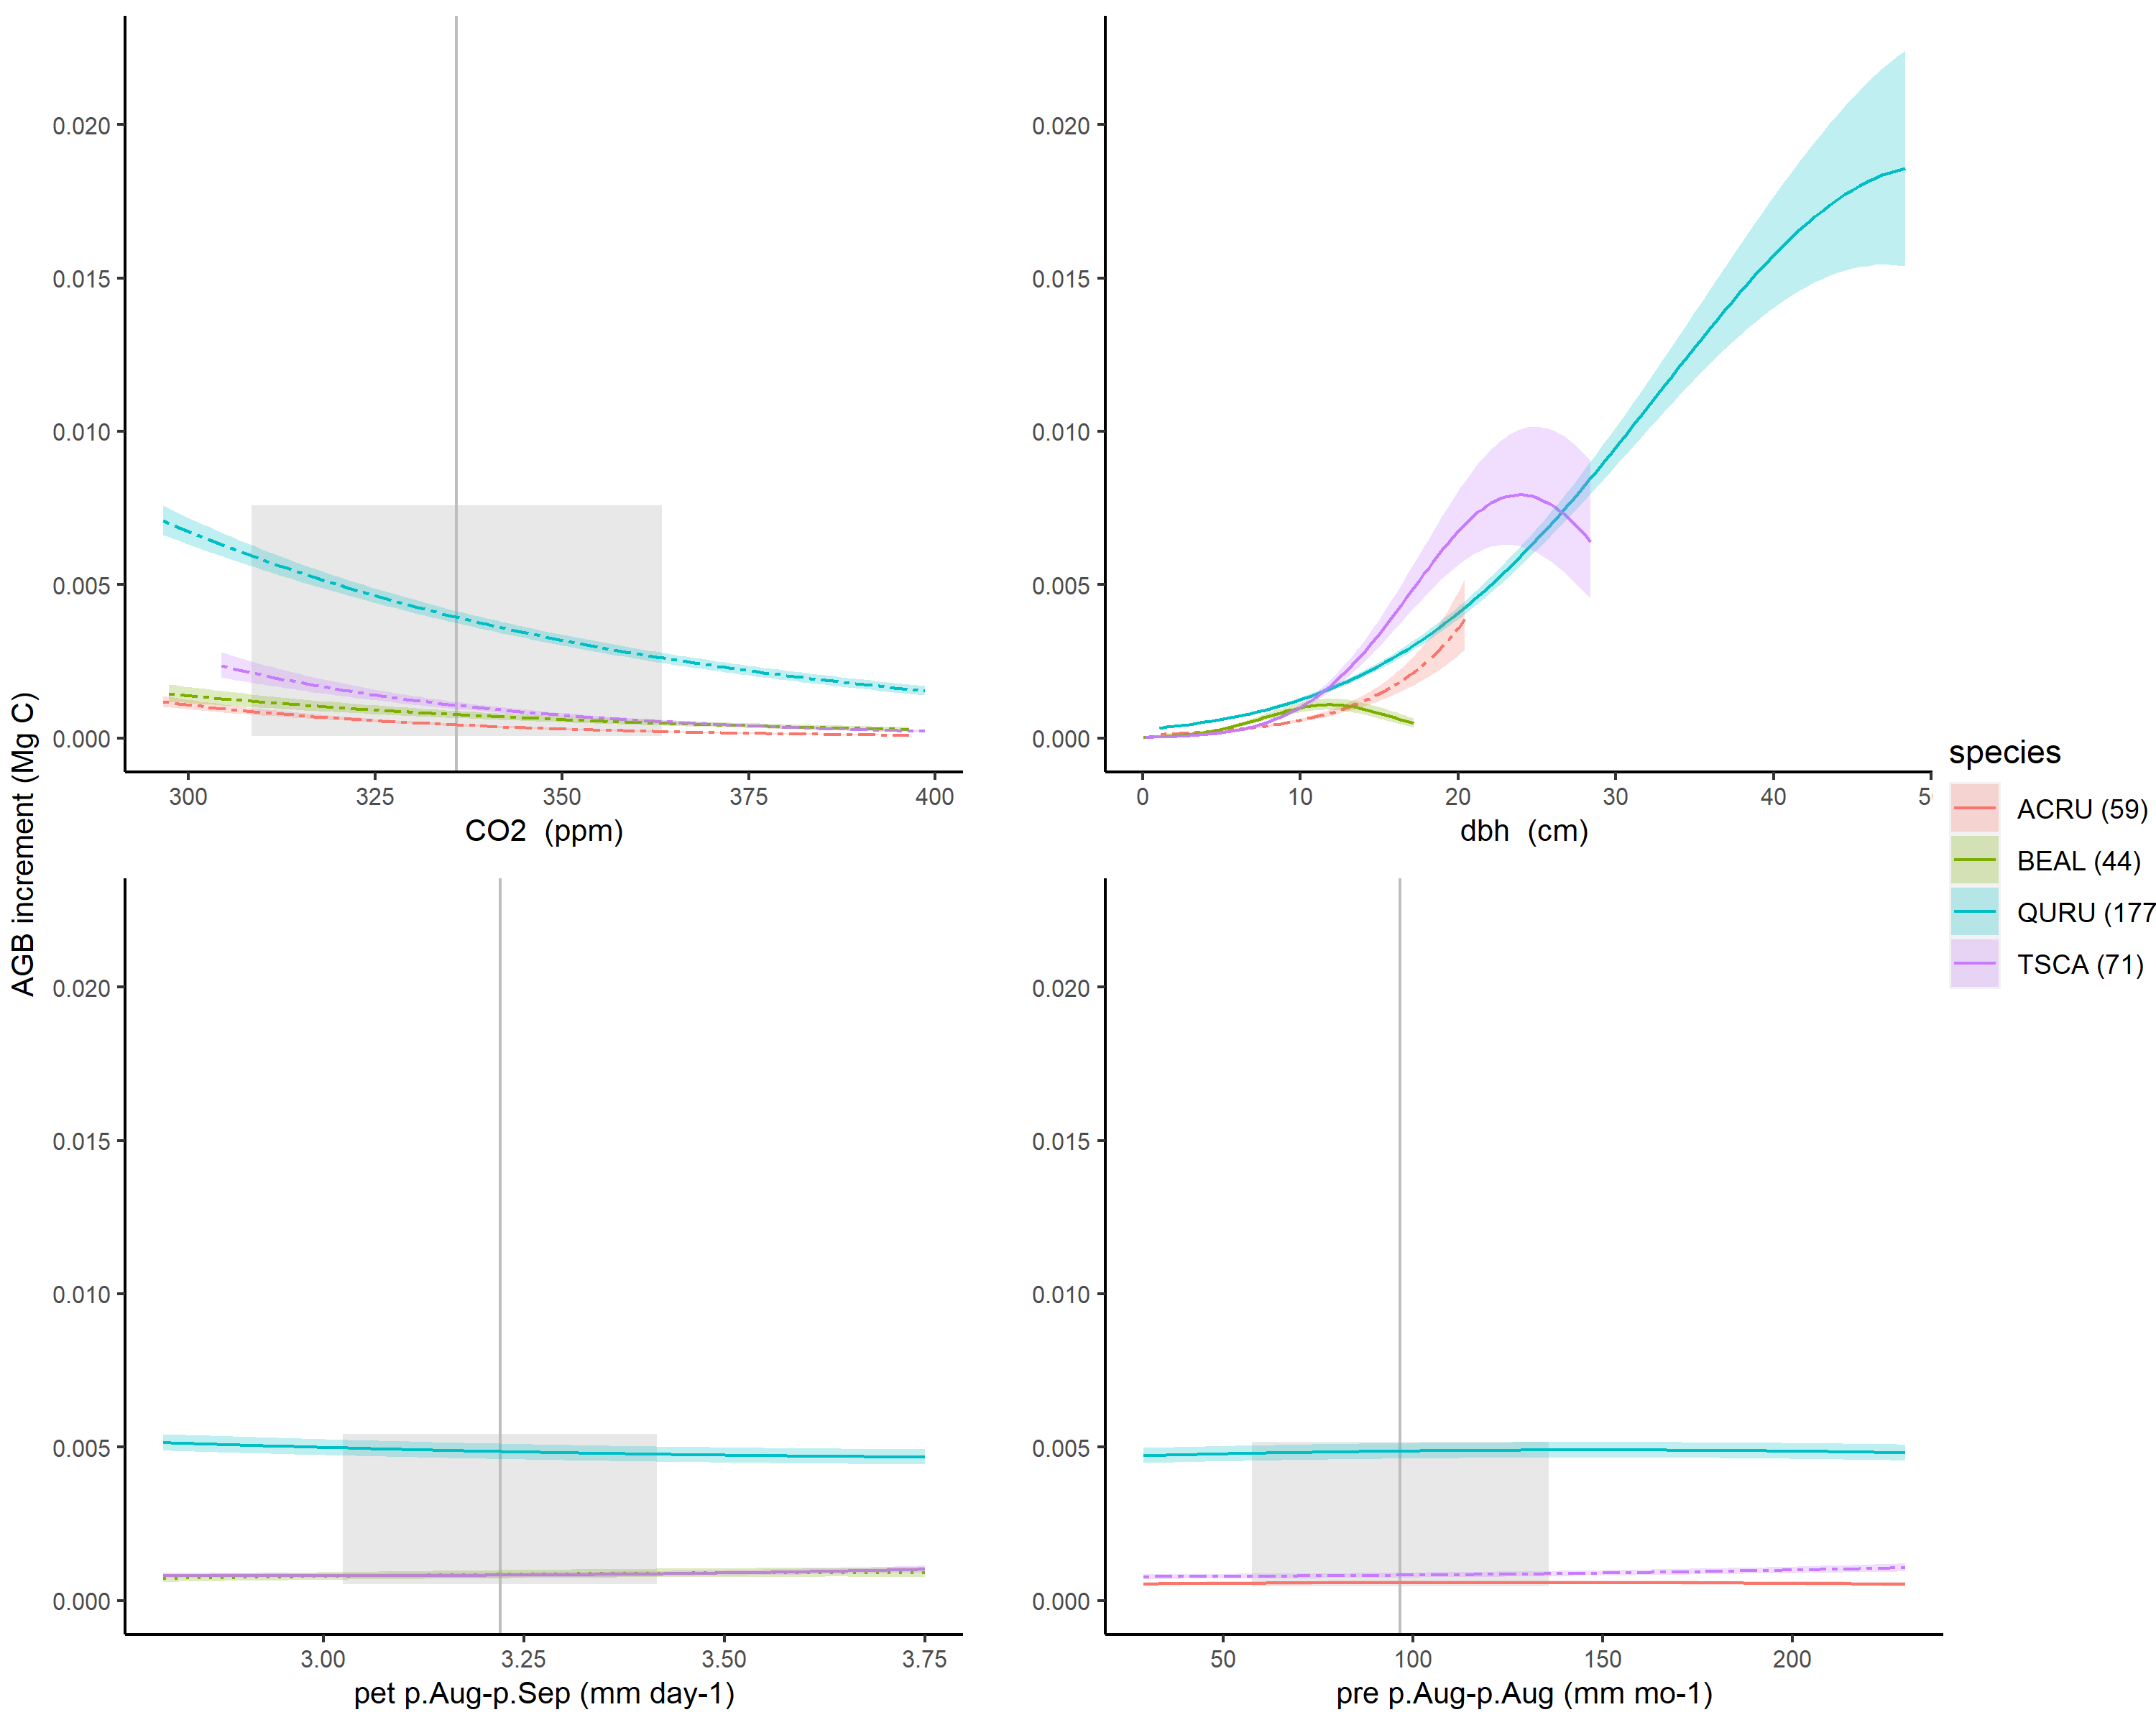 AGB increment (Mg C)
0.020
0.015
0.010
0.005
0.000
300 325 350 375 400
CO2 (ppm)
0.020
0.015
0.010
0.005
0.000
0 10 20 30 40 5
dbh (cm)
0.020
0.015
0.010
0.005
0.000
3.00 3.25 3.50 3.75
pet p.Aug-p.Sep (mm day-1)
0.020
0.015
0.010
0.005
0.000
50 100 150 200
pre p.Aug-p.Aug (mm mo-1)
species
ACRU (59)
BEAL (44)
QURU (177
TSCA (71)